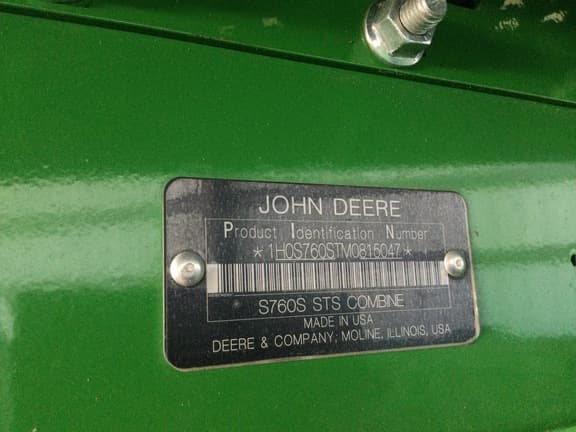 JOHN DEERE
Product Identification Number
*1H0S760STM0815047*
S760S STS COMBINE
MADE IN USA
DEERE & COMPANY, MOLINE, ILLINOIS, USA